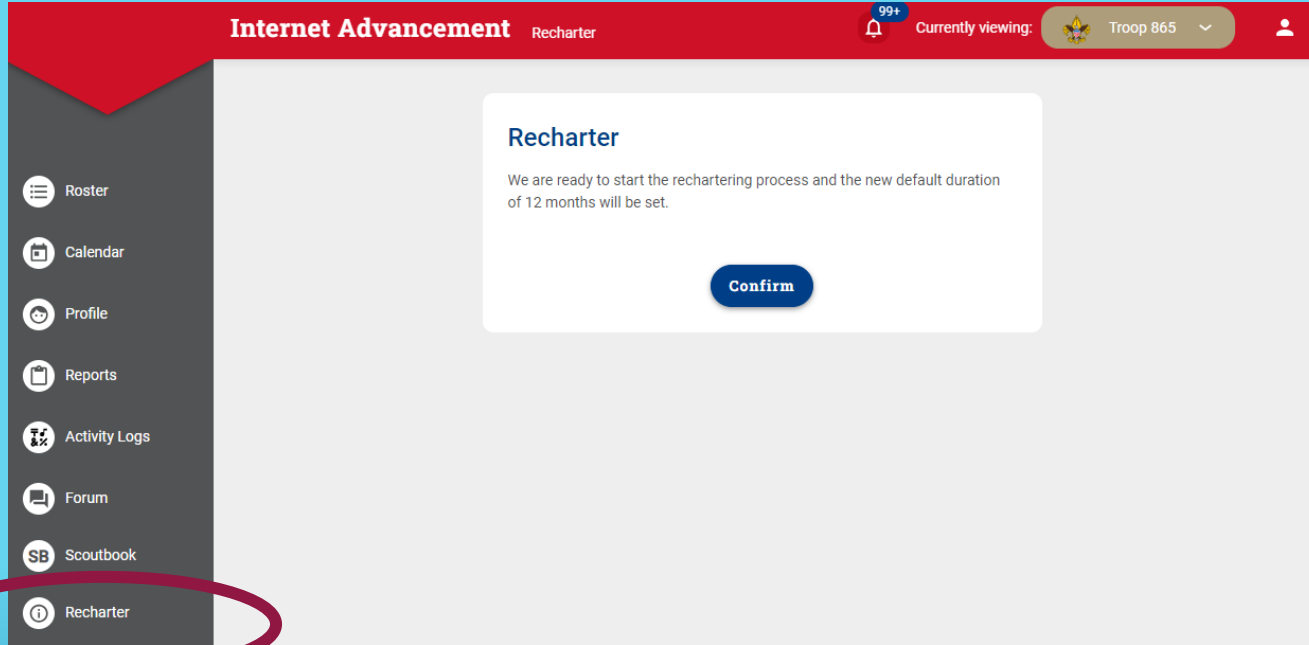 Internet Advancement Recharter 99+ Currently viewing: Troop 865
Recharter
We are ready to start the rechartering process and the new default duration
of 12 months will be set.
Confirm
Roster
Calendar
Profile
Reports
Activity Logs
Forum
SB Scoutbook
Recharter